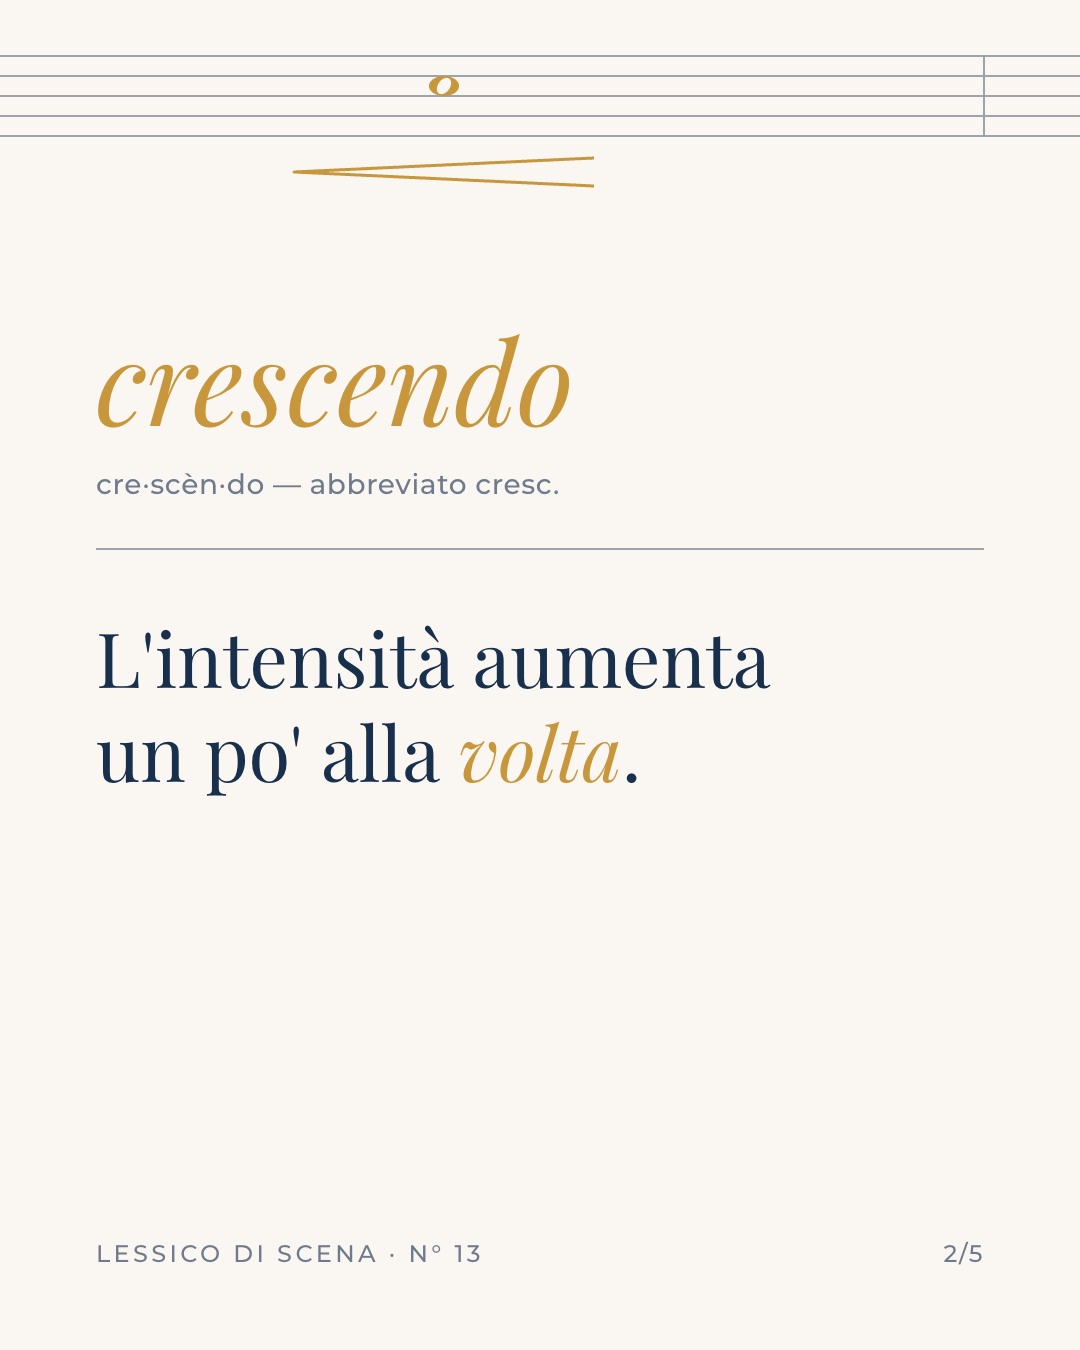 crescendo
cre·scèn·do — abbreviato cresc.
L'intensità aumenta
un po' alla volta.
LESSICO DI SCENA · N° 13
2/5